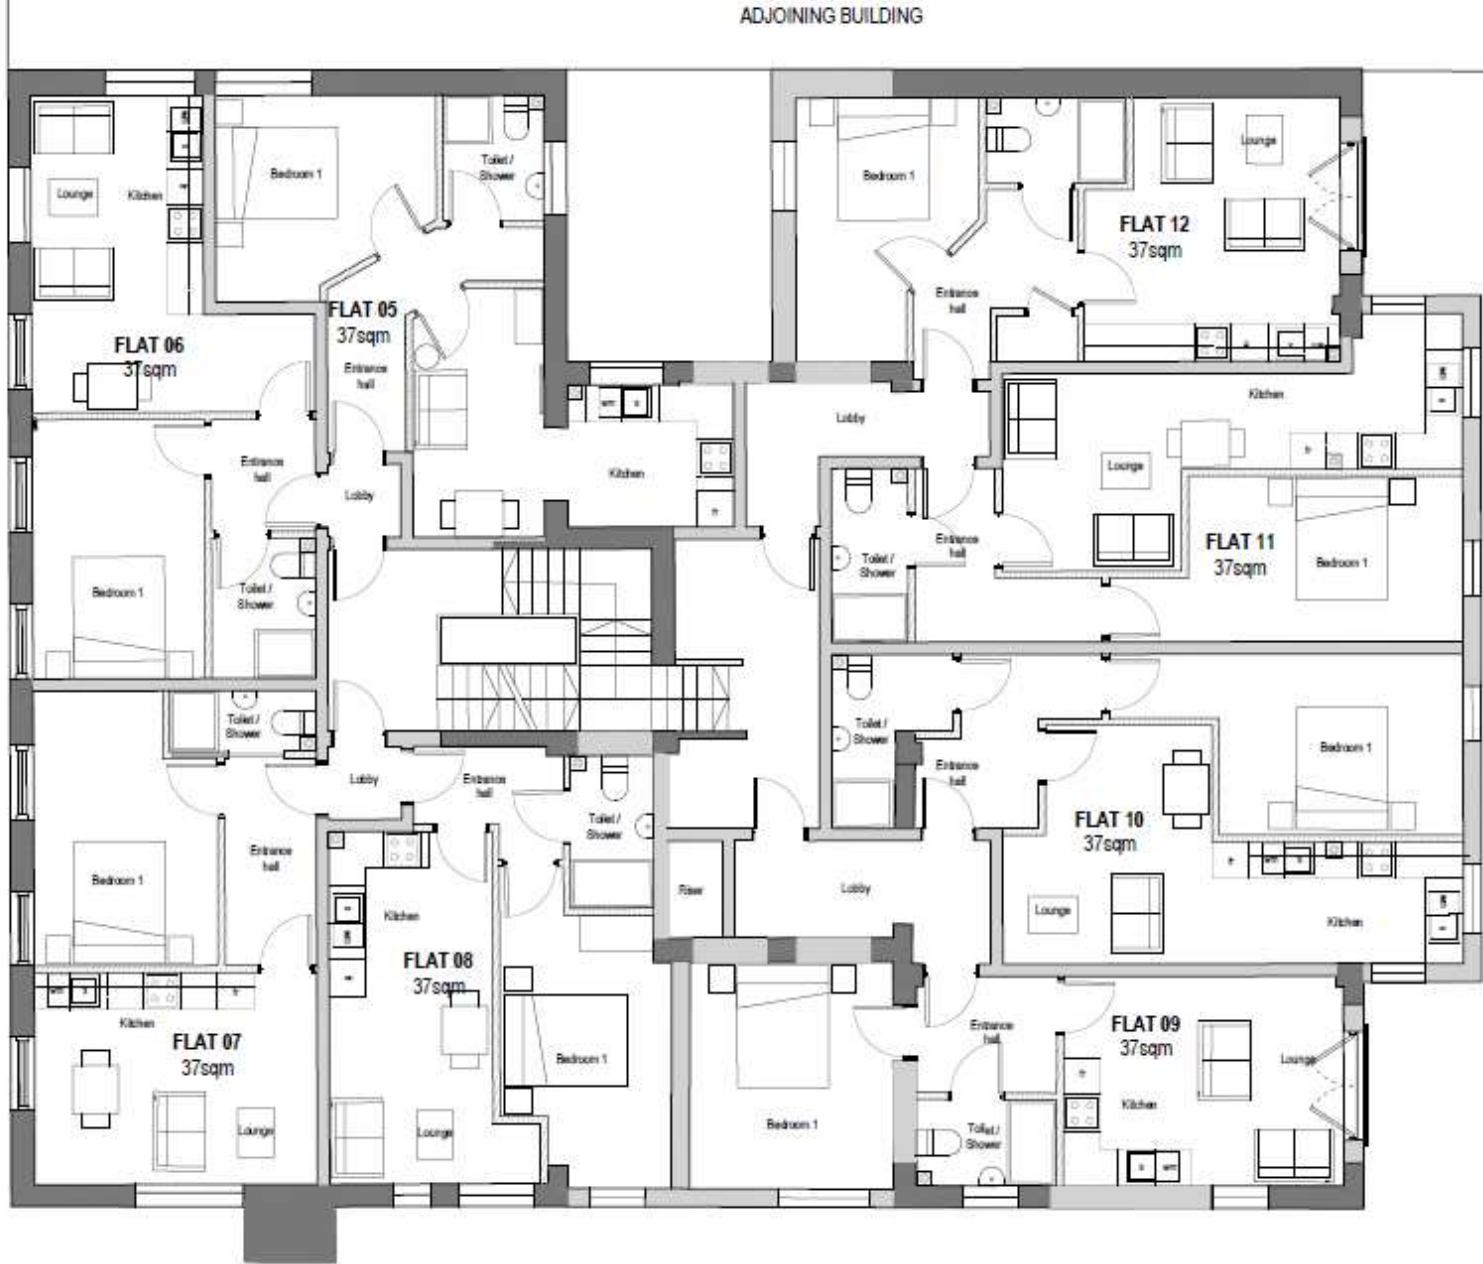 ADJOINING BUILDING
Bedroom 1
Toilet /
Shower
Lounge
Kitchen
FLAT 05
37sqm
Entrance
hall
FLAT 06
37sqm
Bedroom 1
Lounge
FLAT 12
37sqm
Entrance
hall
Kitchen
Lobby
Lounge
Entrance
hall
Lobby
Kitchen
Entrance
hall
Toilet /
Shower
FLAT 11
37sqm
Bedroom 1
Bedroom 1
Toilet /
Shower
Toilet /
Shower
Lobby
Entrance
hall
Toilet /
Shower
Toilet /
Shower
Entrance
hall
Bedroom 1
FLAT 10
37sqm
Entrance
hall
Bedroom 1
Kitchen
Riser
Lobby
Lounge
Kitchen
FLAT 08
37sqm
Kitchen
FLAT 07
37sqm
Lounge
Lounge
Bedroom 1
Bedroom 1
Entrance
hall
FLAT 09
37sqm
Lounge
Kitchen
Toilet /
Shower